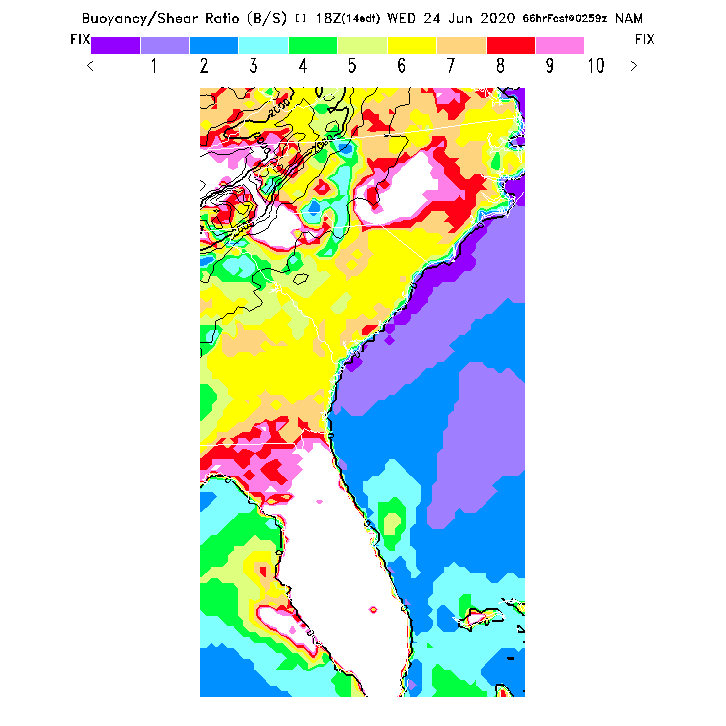 Buoyancy/Shear Ratio (B/S) [] 18Z(14edt) WED 24 Jun 2020 66hrFcst@0259z NAM
FIX FIX
< 1 2 3 4 5 6 7 8 9 10 >